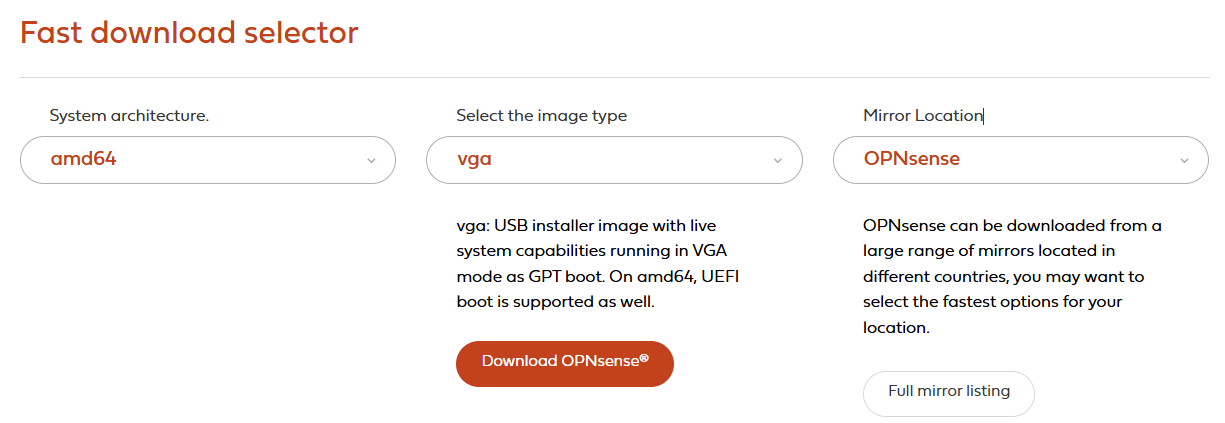 Fast download selector
System architecture.
amd64
Select the image type
vga
vga: USB installer image with live
system capabilities running in VGA
mode as GPT boot. On amd64, UEFI
boot is supported as well.
Download OPNsense®
Mirror Location
OPNsense
OPNsense can be downloaded from a
large range of mirrors located in
different countries, you may want to
select the fastest options for your
location.
Full mirror listing